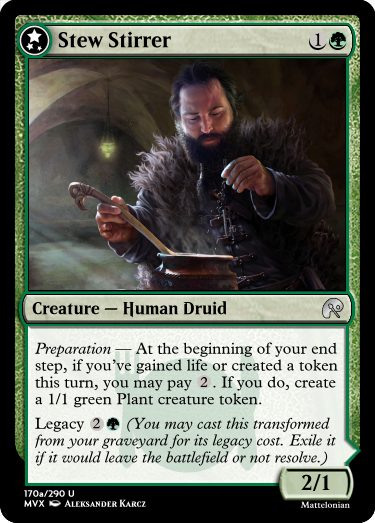 Stew Stirrer 1
Creature — Human Druid
Preparation — At the beginning of your end
step, if you've gained life or created a token
this turn, you may pay 2 . If you do, create
a 1/1 green Plant creature token.
Legacy 2 (You may cast this transformed
from your graveyard for its legacy cost. Exile it
if it would leave the battlefield or not resolve.)
2/1
170a/290 U
MVX Aleksander Karcz
Mattelonian